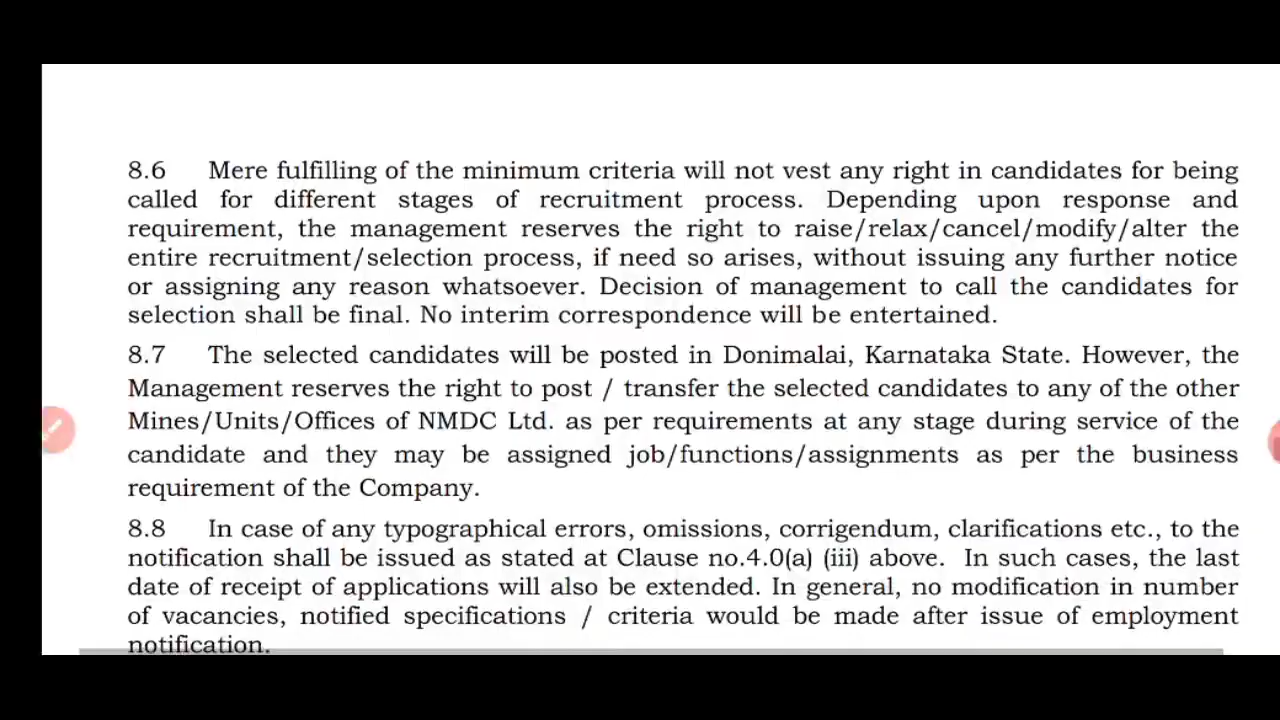 8.6 Mere fulfilling of the minimum criteria will not vest any right in candidates for being
called for different stages of recruitment process. Depending upon response and
requirement, the management reserves the right to raise/relax/cancel/modify/alter the
entire recruitment/selection process, if need so arises, without issuing any further notice
or assigning any reason whatsoever. Decision of management to call the candidates for
selection shall be final. No interim correspondence will be entertained.
8.7 The selected candidates will be posted in Donimalai, Karnataka State. However, the
Management reserves the right to post / transfer the selected candidates to any of the other
Mines/Units/Offices of NMDC Ltd. as per requirements at any stage during service of the
candidate and they may be assigned job/functions/assignments as per the business
requirement of the Company.
8.8 In case of any typographical errors, omissions, corrigendum, clarifications etc., to the
notification shall be issued as stated at Clause no.4.0(a) (iii) above. In such cases, the last
date of receipt of applications will also be extended. In general, no modification in number
of vacancies, notified specifications / criteria would be made after issue of employment
notification.